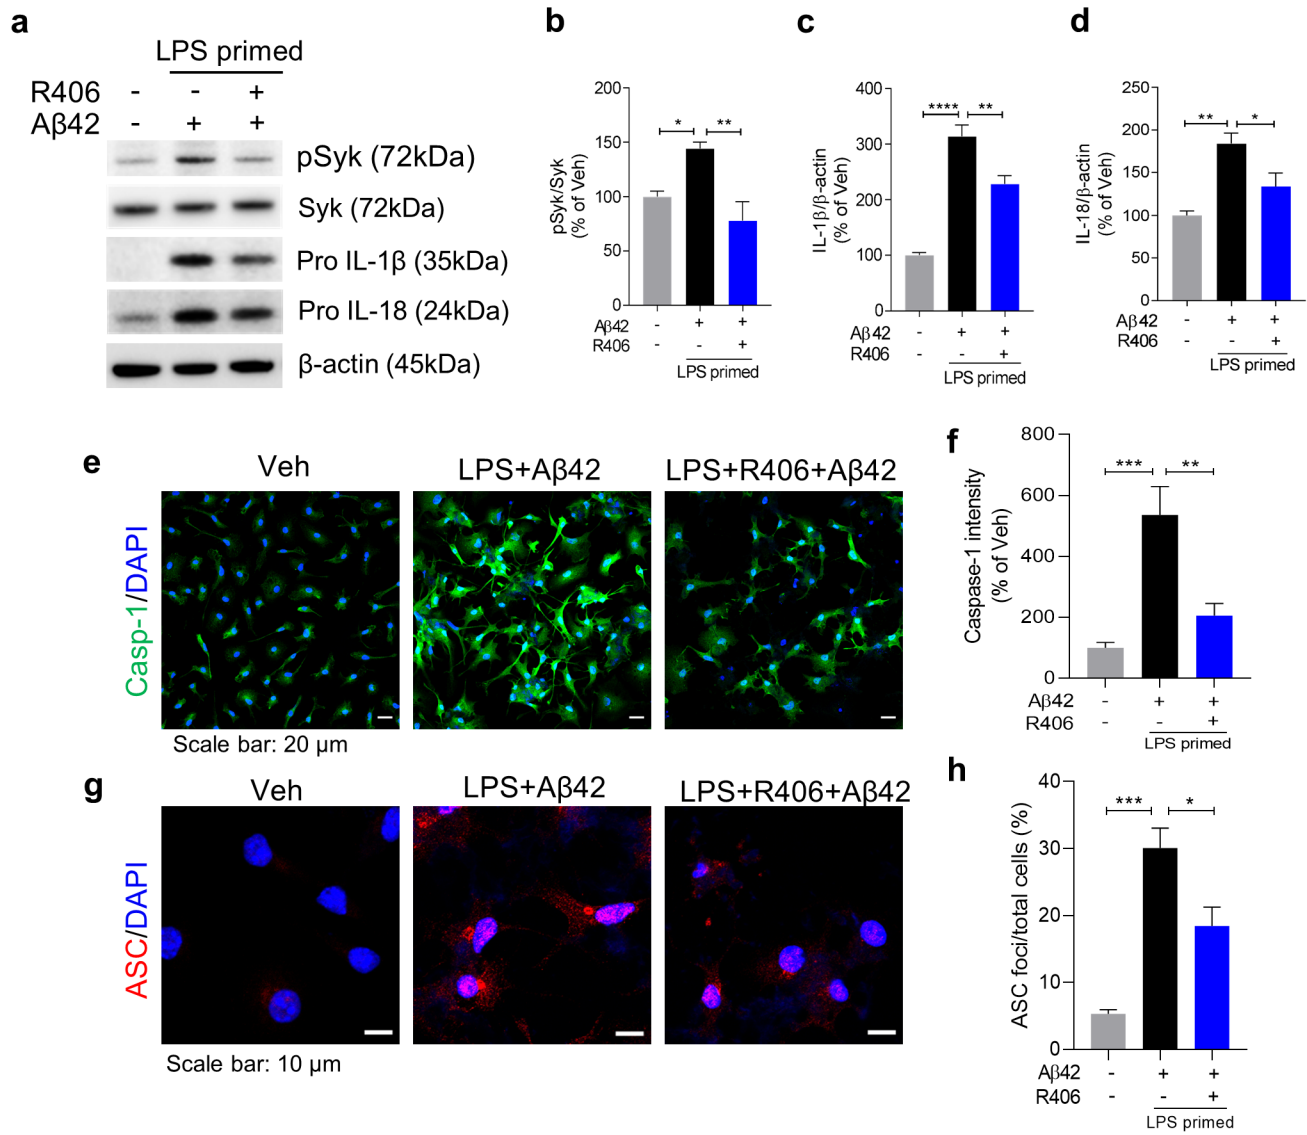 a
LPS primed
R406 - - +
Aβ42 - + +
pSyk (72kDa)
Syk (72kDa)
Pro IL-1β (35kDa)
Pro IL-18 (24kDa)
β-actin (45kDa)
b
pSyk/Syk
(% of Veh)
200
150
100
50
0
* **
Aβ42 - + +
R406 - - +
LPS primed
c
IL-1β/β-actin
(% of Veh)
400
300
200
100
0
**** **
Aβ42 - + +
R406 - - +
LPS primed
d
IL-18/β-actin
(% of Veh)
250
200
150
100
50
0
** *
Aβ42 - + +
R406 - - +
LPS primed
e
Veh
LPS+Aβ42
LPS+R406+Aβ42
Casp-1/DAPI
Scale bar: 20 µm
f
Caspase-1 intensity
(% of Veh)
800
600
400
200
0
*** **
Aβ42 - + +
R406 - - +
LPS primed
g
Veh
LPS+Aβ42
LPS+R406+Aβ42
ASC/DAPI
Scale bar: 10 µm
h
ASC foci/total cells (%)
40
30
20
10
0
*** *
Aβ42 - + +
R406 - - +
LPS primed